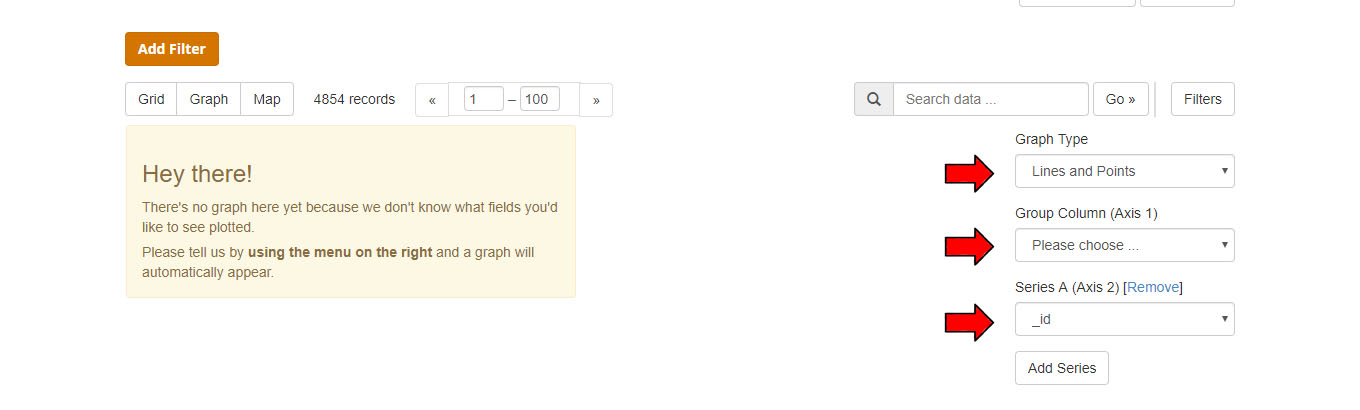 Add Filter
Grid Graph Map 4854 records « 1 – 100 » Search data ... Go » Filters
Graph Type
Lines and Points
Hey there!
There's no graph here yet because we don't know what fields you'd
like to see plotted.
Please tell us by using the menu on the right and a graph will
automatically appear.
Group Column (Axis 1)
Please choose ...
Series A (Axis 2) [Remove]
_id
Add Series